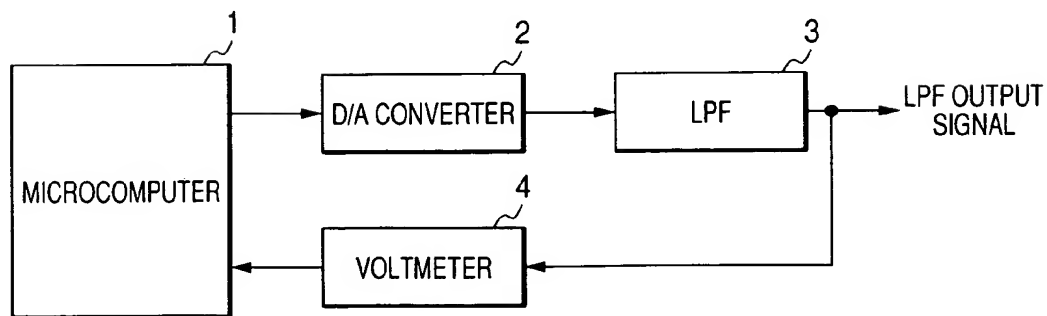 1
2
3
MICROCOMPUTER
D/A CONVERTER
LPF
LPF OUTPUT
SIGNAL
4
VOLTMETER